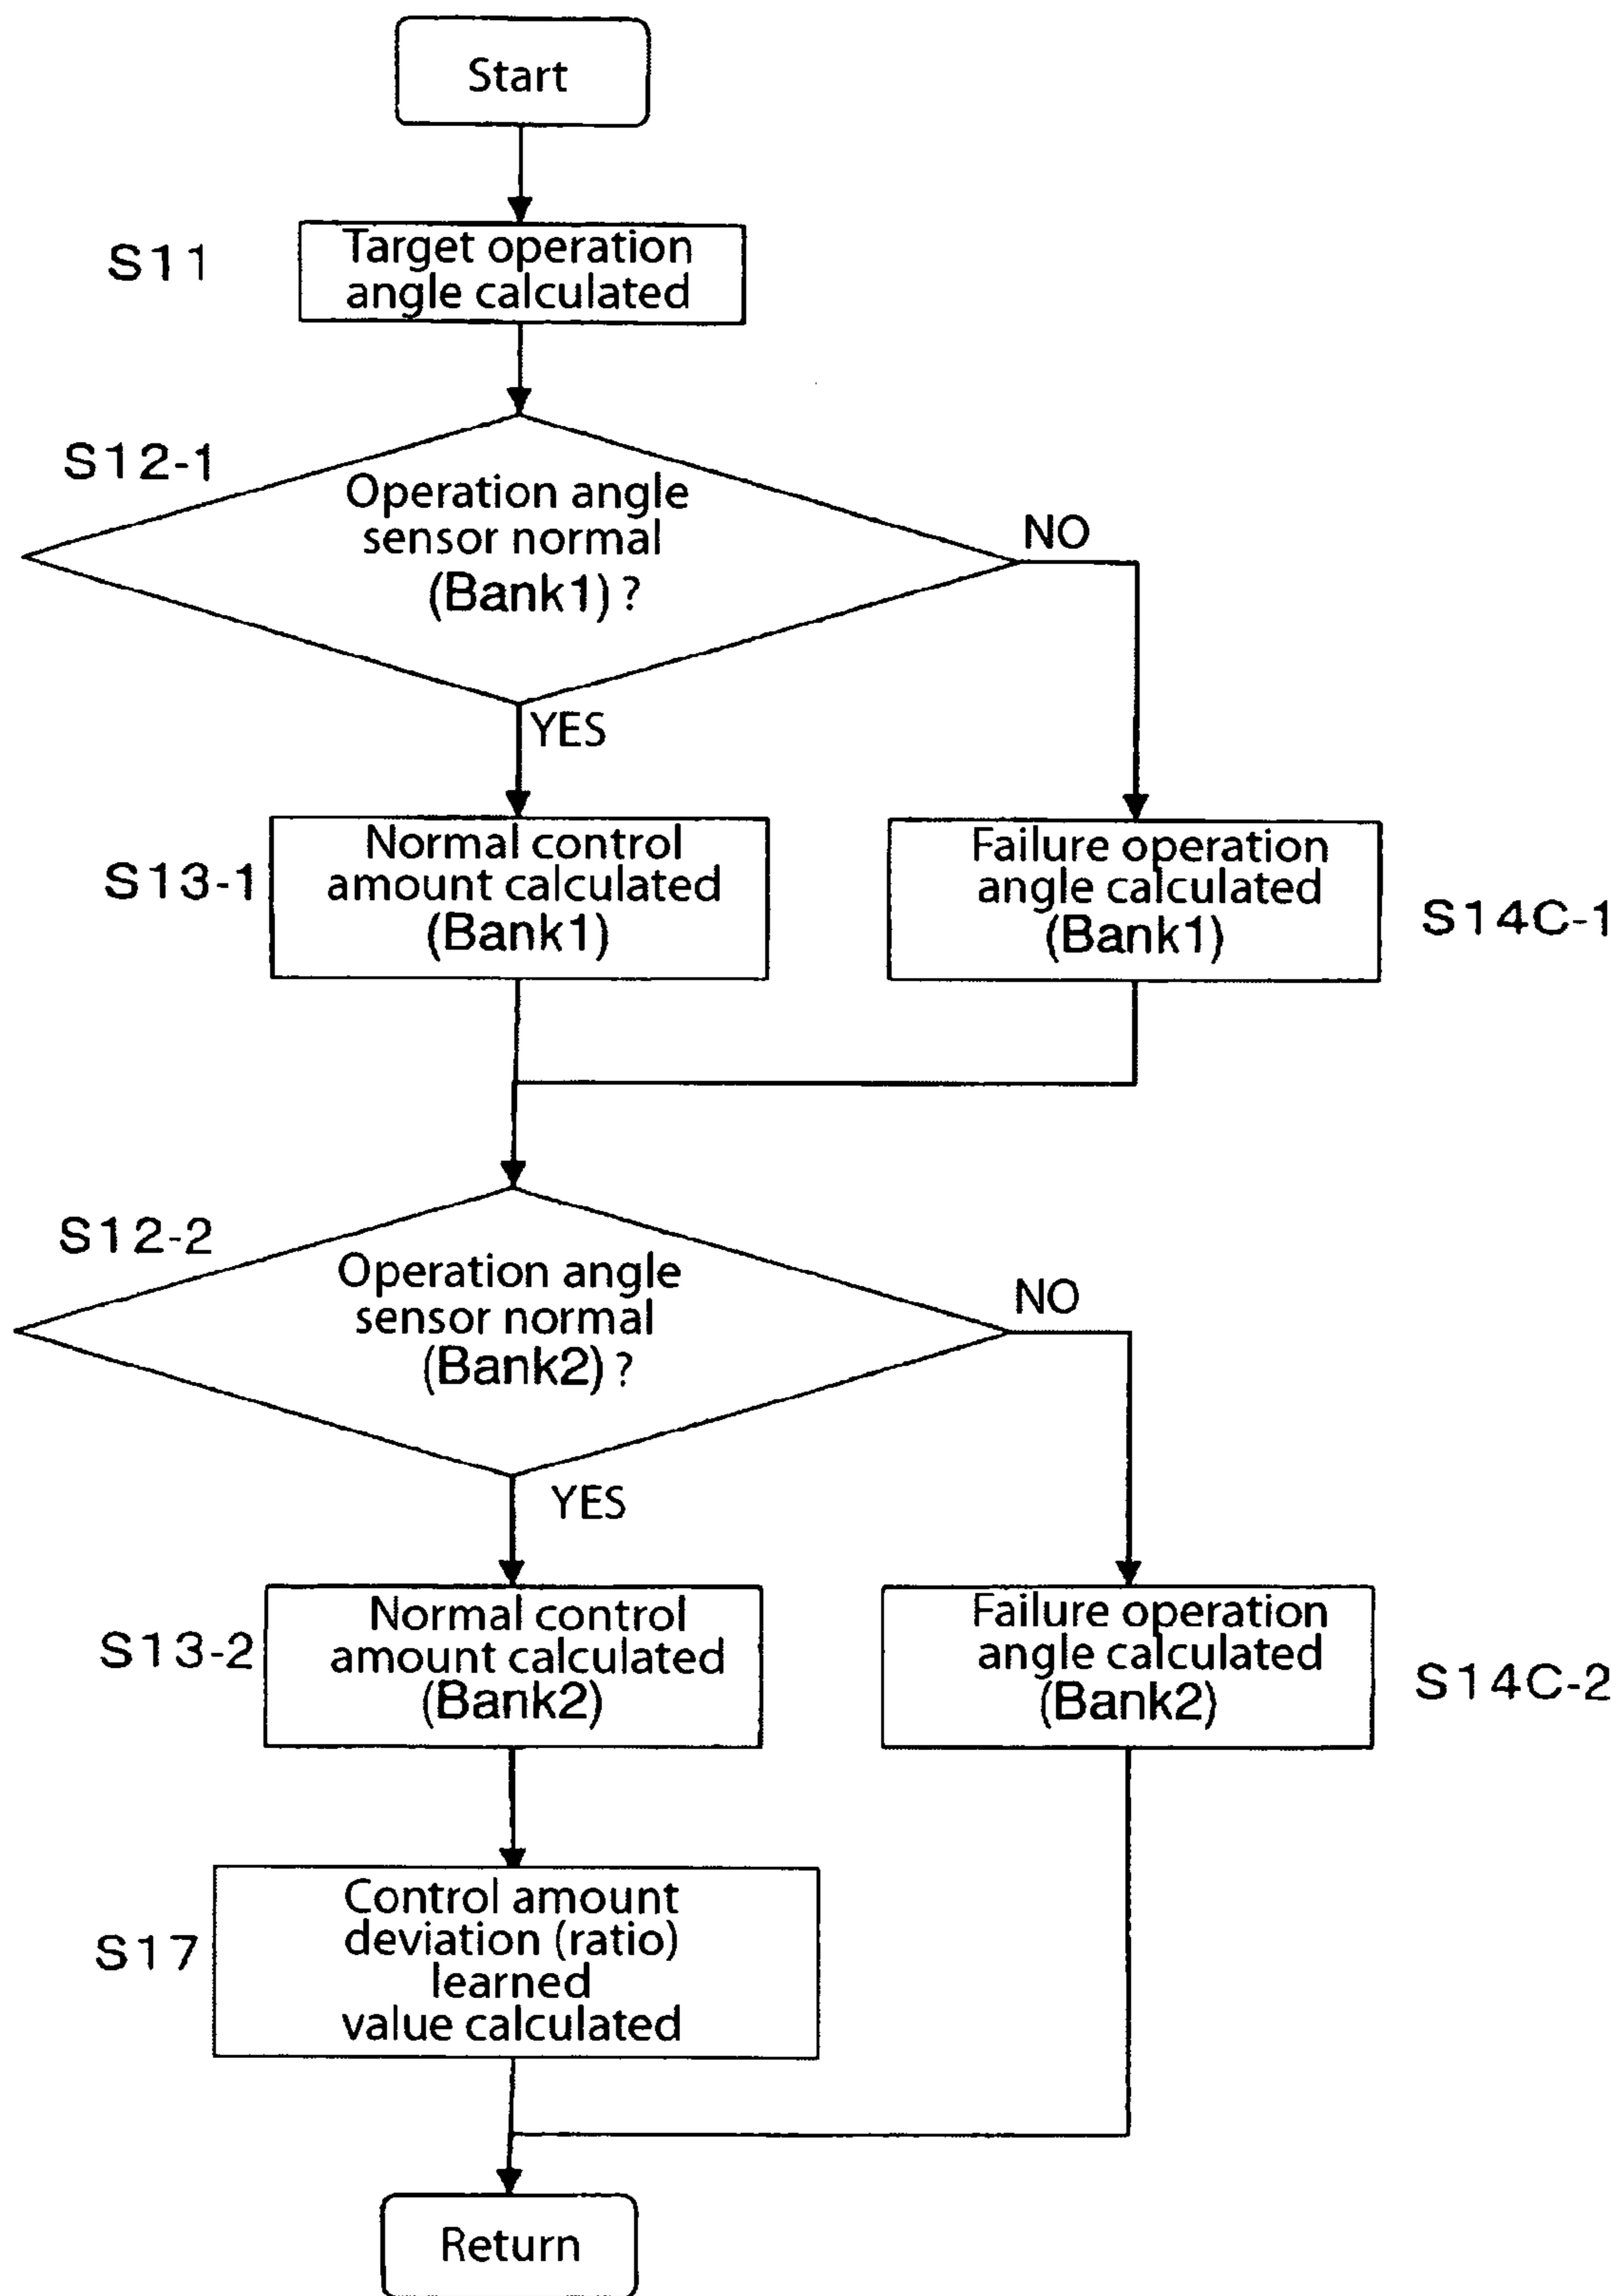 Start
S11
Target operation
angle calculated
S12-1
Operation angle
sensor normal
(Bank1)?
NO
YES
S13-1
Normal control
amount calculated
(Bank1)
Failure operation
angle calculated
(Bank1)
S14C-1
S12-2
Operation angle
sensor normal
(Bank2)?
NO
YES
S13-2
Normal control
amount calculated
(Bank2)
Failure operation
angle calculated
(Bank2)
S14C-2
S17
Control amount
deviation (ratio)
learned
value calculated
Return